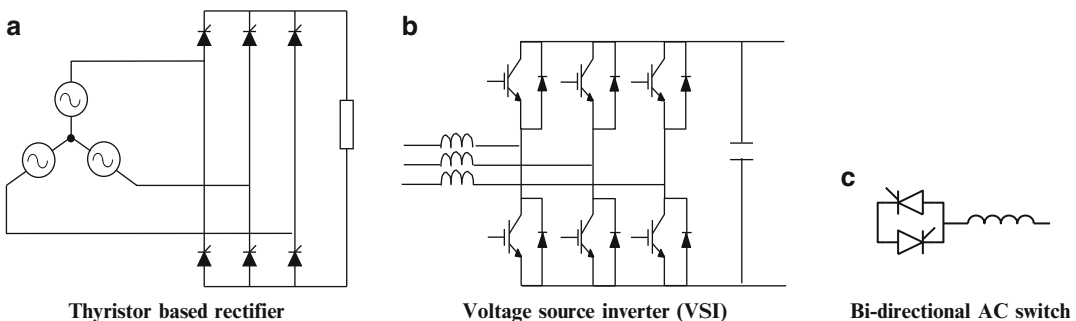 a
b
c
Thyristor based rectifier
Voltage source inverter (VSI)
Bi-directional AC switch